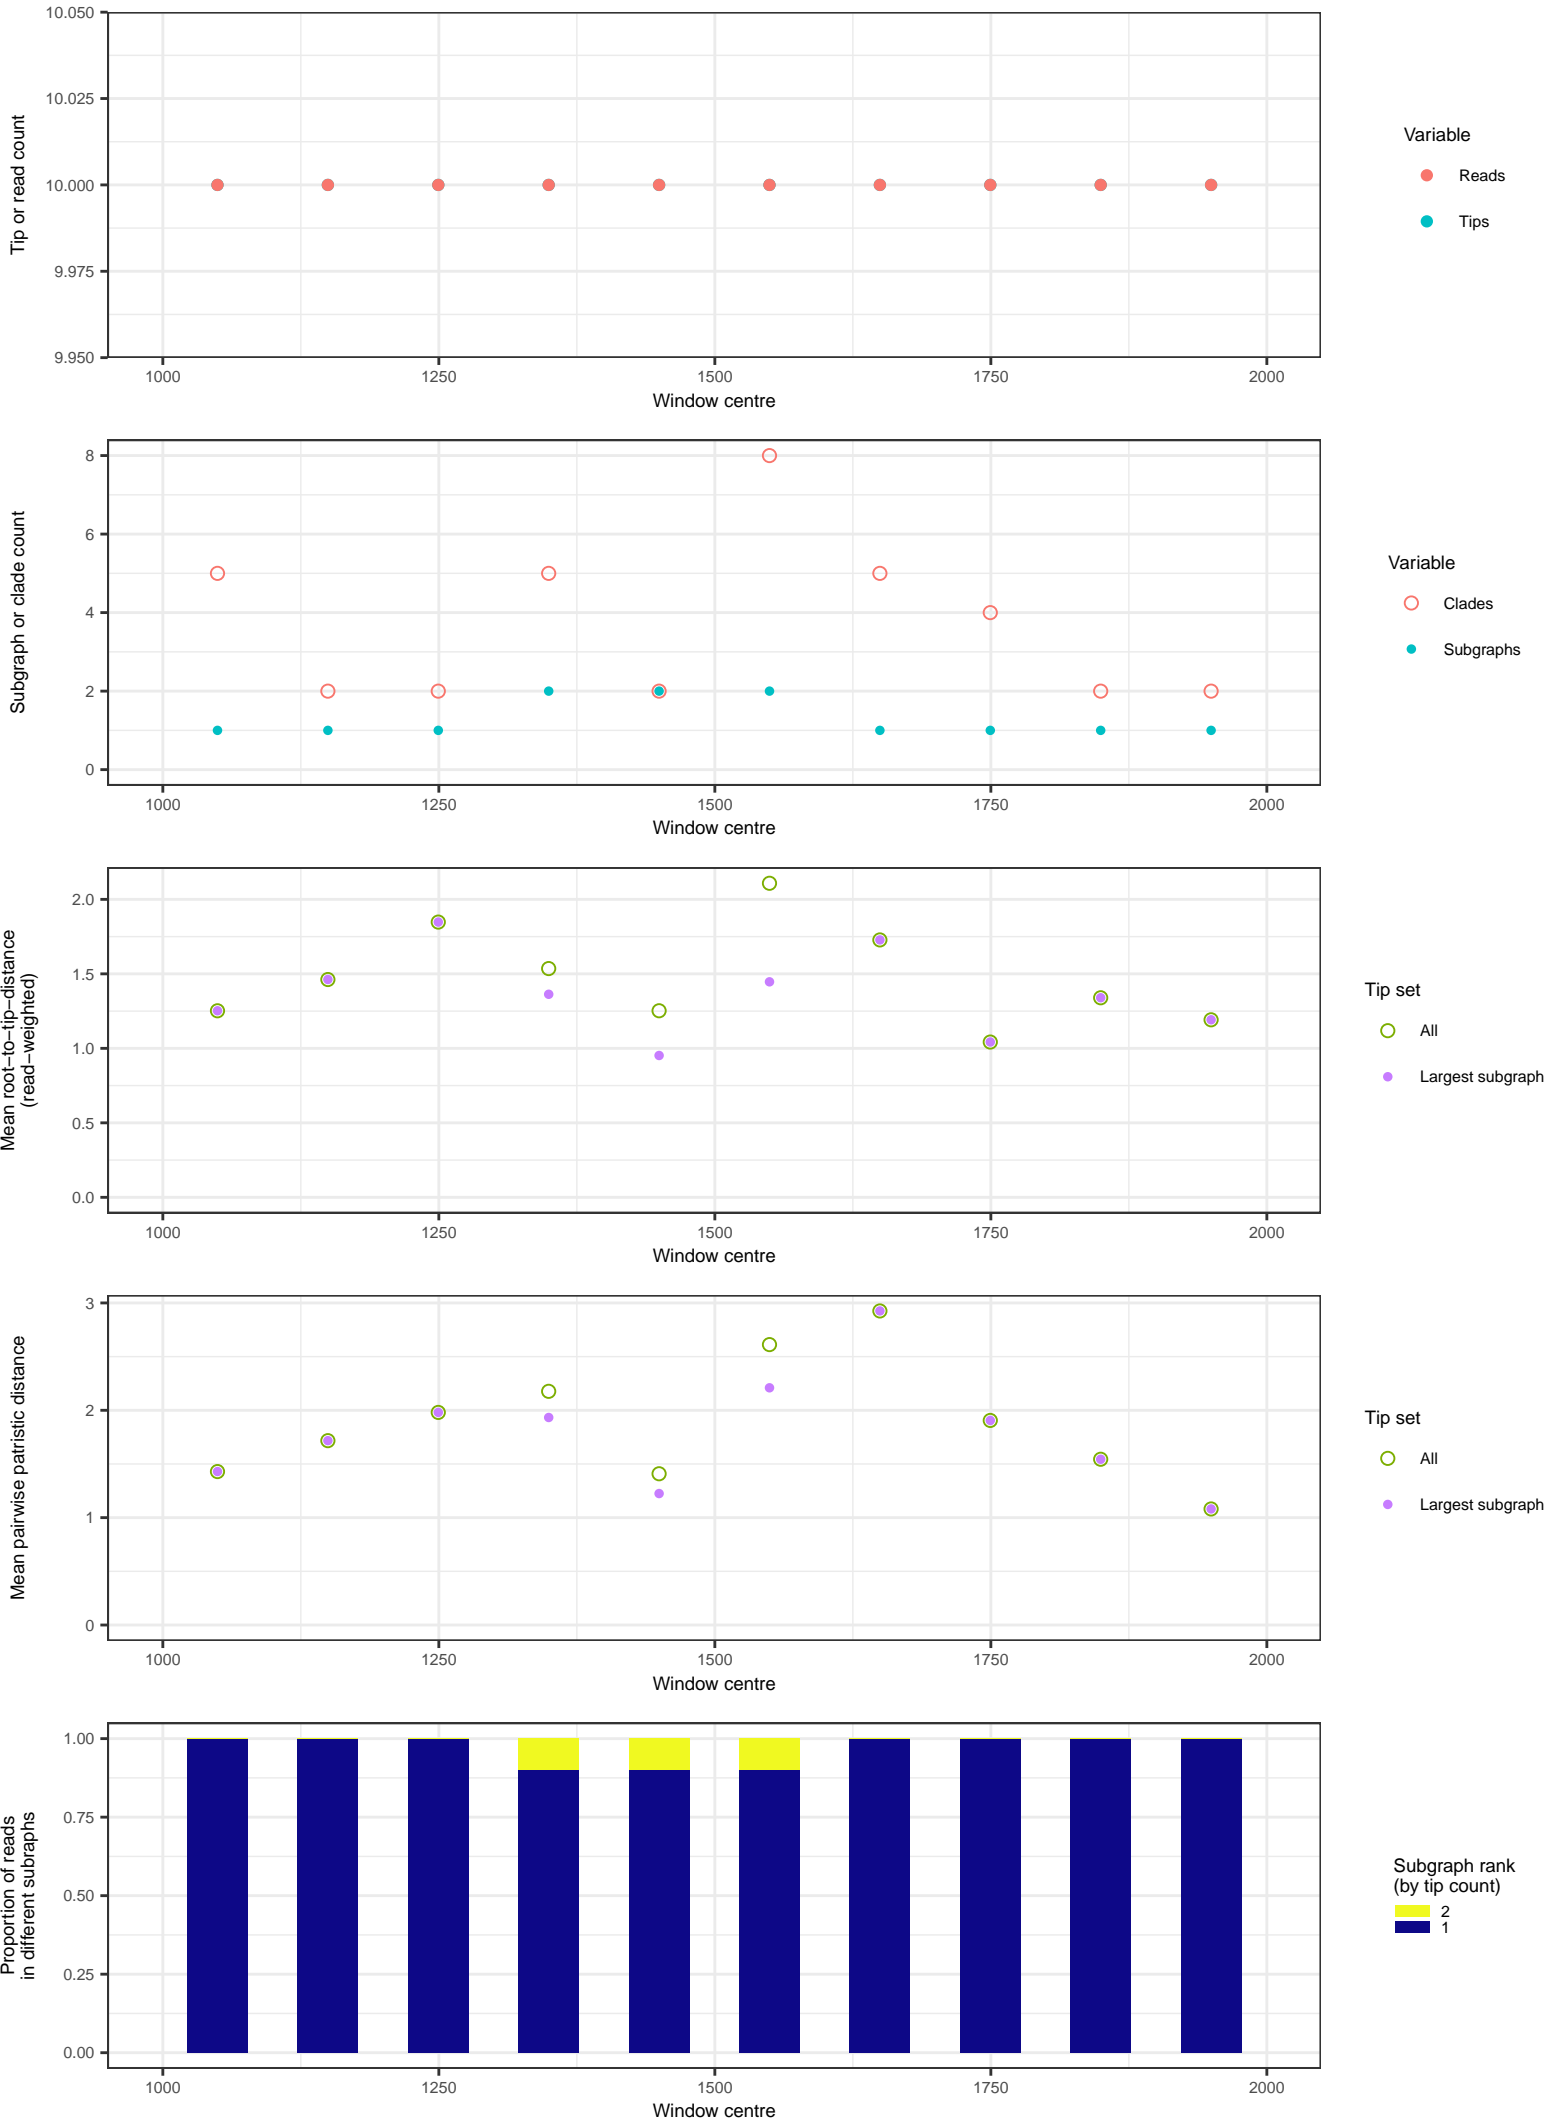 10.050
10.025
10.000
9.975
9.950
Tip or read count
1000 1250 1500 1750 2000
Window centre
Variable
Reads
Tips
8
6
4
2
0
Subgraph or clade count
1000 1250 1500 1750 2000
Window centre
Variable
Clades
Subgraphs
2.0
1.5
1.0
0.5
0.0
Mean root−to−tip−distance
(read−weighted)
1000 1250 1500 1750 2000
Window centre
Tip set
All
Largest subgraph
3
2
1
0
Mean pairwise patristic distance
1000 1250 1500 1750 2000
Window centre
Tip set
All
Largest subgraph
1.00
0.75
0.50
0.25
0.00
Proportion of reads
in different subraphs
1000 1250 1500 1750 2000
Window centre
Subgraph rank
(by tip count)
2
1